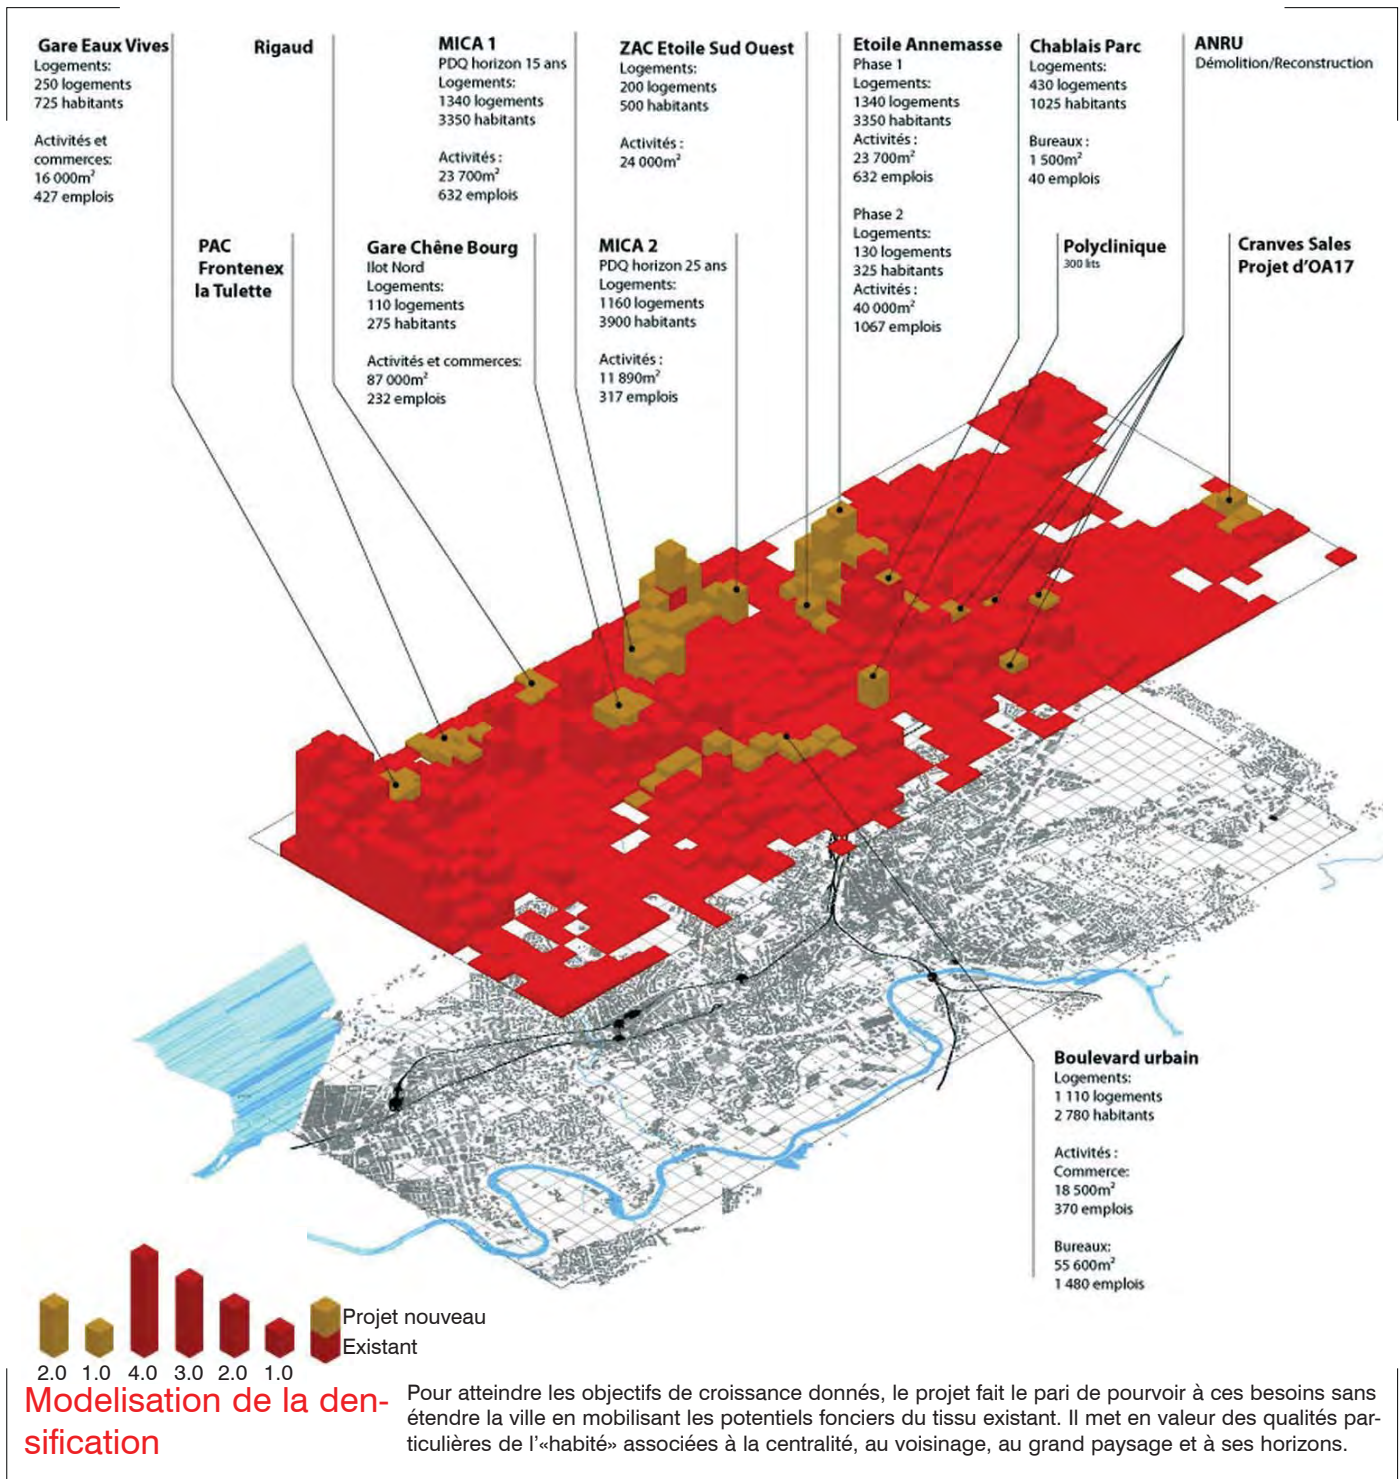 Gare Eaux Vives
Logements:
250 logements
725 habitants
Activités et
commerces:
16 000m²
427 emplois
Rigaud
MICA 1
PDQ horizon 15 ans
Logements:
1340 logements
3350 habitants
Activités :
23 700m²
632 emplois
ZAC Etoile Sud Ouest
Logements:
200 logements
500 habitants
Activités :
24 000m²
Etoile Annemasse
Phase 1
Logements:
1340 logements
3350 habitants
Activités :
23 700m²
632 emplois
Phase 2
Logements:
130 logements
325 habitants
Activités :
40 000m²
1067 emplois
Chablais Parc
Logements:
430 logements
1025 habitants
Bureaux :
1 500m²
40 emplois
ANRU
Démolition/Reconstruction
PAC
Frontenex
la Tulette
Gare Chêne Bourg
Ilot Nord
Logements:
110 logements
275 habitants
Activités et commerces:
87 000m²
232 emplois
MICA 2
PDQ horizon 25 ans
Logements:
1160 logements
3900 habitants
Activités :
11 890m²
317 emplois
Polyclinique
300 lits
Cranves Sales
Projet d'OA17
Boulevard urbain
Logements:
1 110 logements
2 780 habitants
Activités :
Commerce:
18 500m²
370 emplois
Bureaux:
55 600m²
1 480 emplois
Projet nouveau
Existant
2.0 1.0 4.0 3.0 2.0 1.0
Modelisation de la den-
sification
Pour atteindre les objectifs de croissance donnés, le projet fait le pari de pourvoir à ces besoins sans
étendre la ville en mobilisant les potentiels fonciers du tissu existant. Il met en valeur des qualités par-
ticulières de l'«habité» associées à la centralité, au voisinage, au grand paysage et à ses horizons.